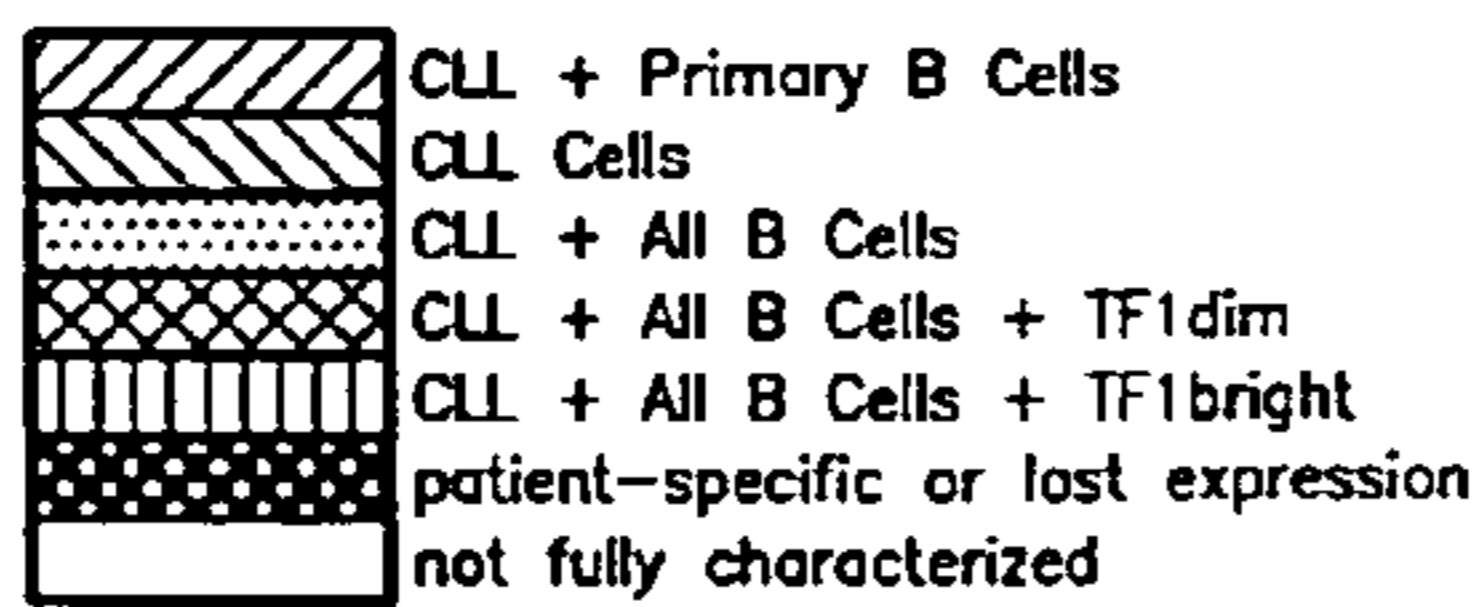 CLL + Primary B Cells
CLL Cells
CLL + All B Cells
CLL + All B Cells + TF1dim
CLL + All B Cells + TF1bright
patient-specific or lost expression
not fully characterized